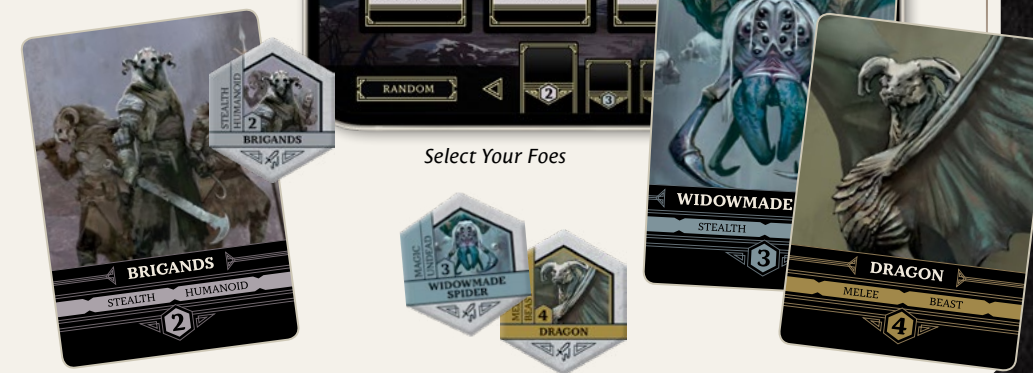 RANDOM
2
3
Select Your Foes
STEALTH
HUMANOID
2
BRIGANDS
BRIGANDS
STEALTH HUMANOID
2
MAGIC
UNDEAD
3
WIDOWMADE
SPIDER
BEAST
4
DRAGON
WIDOWMADE
STEALTH
3
DRAGON
MELEE BEAST
4